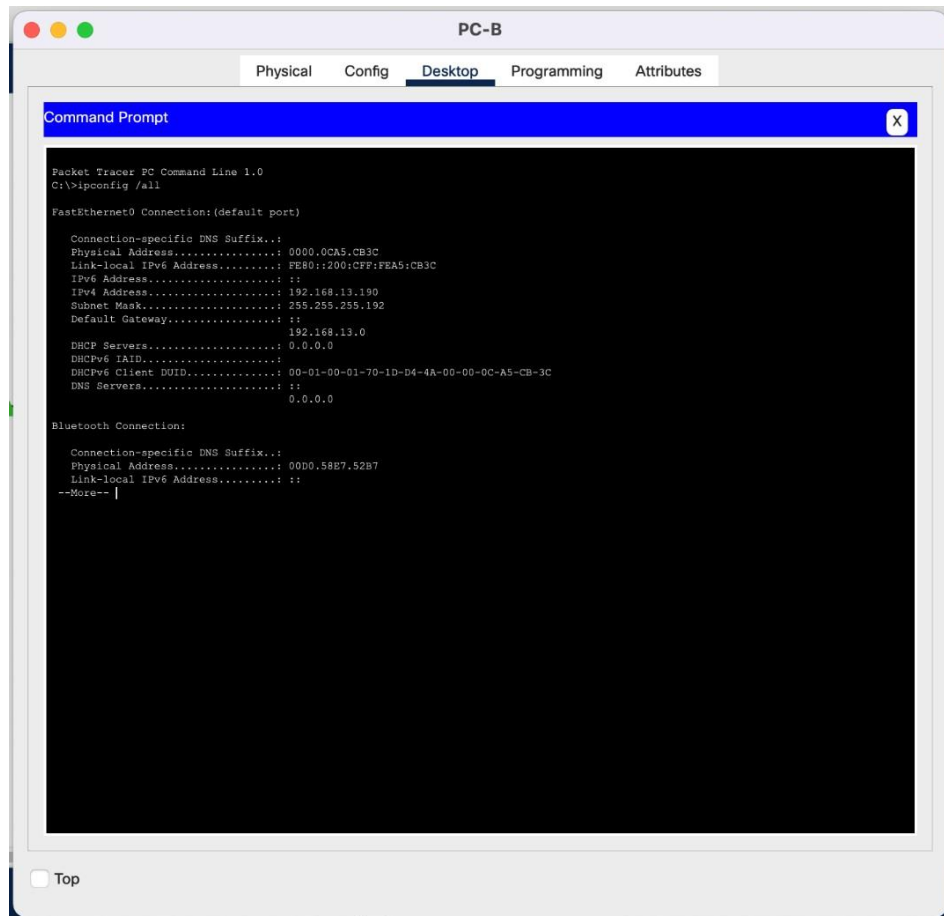 PC-B
Physical Config Desktop Programming Attributes
Command Prompt
X
Packet Tracer PC Command Line 1.0
C:\>ipconfig /all
FastEthernet0 Connection:(default port)
Connection-specific DNS Suffix..:
Physical Address................: 0000.0CA5.CB3C
Link-local IPv6 Address.........: FE80::200:CFF:FEA5:CB3C
IPv6 Address....................: ::
IPv4 Address....................: 192.168.13.190
Subnet Mask.....................: 255.255.255.192
Default Gateway.................: ::
192.168.13.0
DHCP Servers....................: 0.0.0.0
DHCPv6 IAID.....................:
DHCPv6 Client DUID..............: 00-01-00-01-70-1D-D4-4A-00-00-0C-A5-CB-3C
DNS Servers.....................: ::
0.0.0.0
Bluetooth Connection:
Connection-specific DNS Suffix..:
Physical Address................: 00D0.58E7.52B7
Link-local IPv6 Address.........: ::
--More--
Top